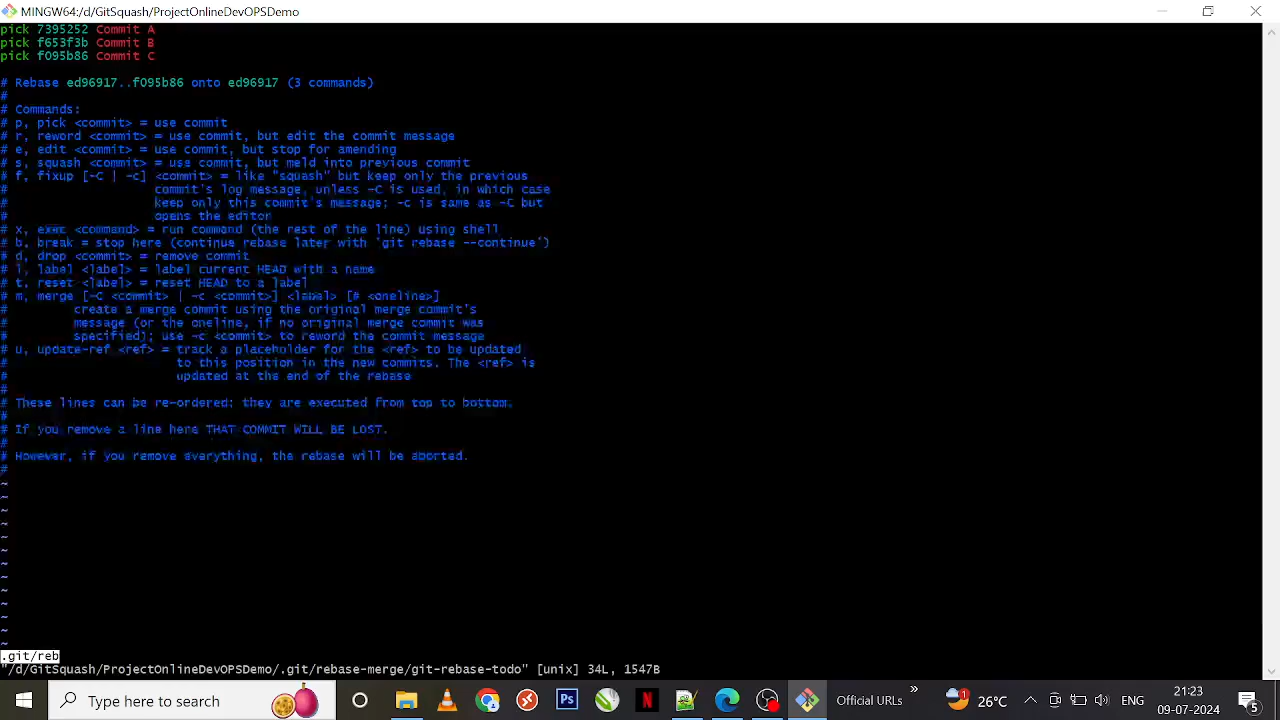 MINGW64:/d/GitSquash/ProjectOnlineDevOPSDemo
pick 7395252 Commit A
pick f653f3b Commit B
pick f095b86 Commit C
# Rebase ed96917..f095b86 onto ed96917 (3 commands)
#
# Commands:
# p, pick <commit> = use commit
# r, reword <commit> = use commit, but edit the commit message
# e, edit <commit> = use commit, but stop for amending
# s, squash <commit> = use commit, but meld into previous commit
# f, fixup [-C | -c] <commit> = like "squash" but keep only the previous
# commit's log message, unless -C is used, in which case
# keep only this commit's message; -c is same as -C but
# opens the editor
# x, exec <command> = run command (the rest of the line) using shell
# b, break = stop here (continue rebase later with 'git rebase --continue')
# d, drop <commit> = remove commit
# l, label <label> = label current HEAD with a name
# t, reset <label> = reset HEAD to a label
# m, merge [-C <commit> | -c <commit>] <label> [# <oneline>]
# create a merge commit using the original merge commit's
# message (or the oneline, if no original merge commit was
# specified); use -c <commit> to reword the commit message
# u, update-ref <ref> = track a placeholder for the <ref> to be updated
# to this position in the new commits. The <ref> is
# updated at the end of the rebase
#
# These lines can be re-ordered; they are executed from top to bottom.
#
# If you remove a line here THAT COMMIT WILL BE LOST.
#
# However, if you remove everything, the rebase will be aborted.
#
~
~
~
~
~
~
~
~
~
~
~
~
~
.git/reb
"/d/GitSquash/ProjectOnlineDevOPSDemo/.git/rebase-merge/git-rebase-todo" [unix] 34L, 1547B
Type here to search
Ps
N
Official URLs
»
1
26°C
ENG
21:23
09-07-2024
5